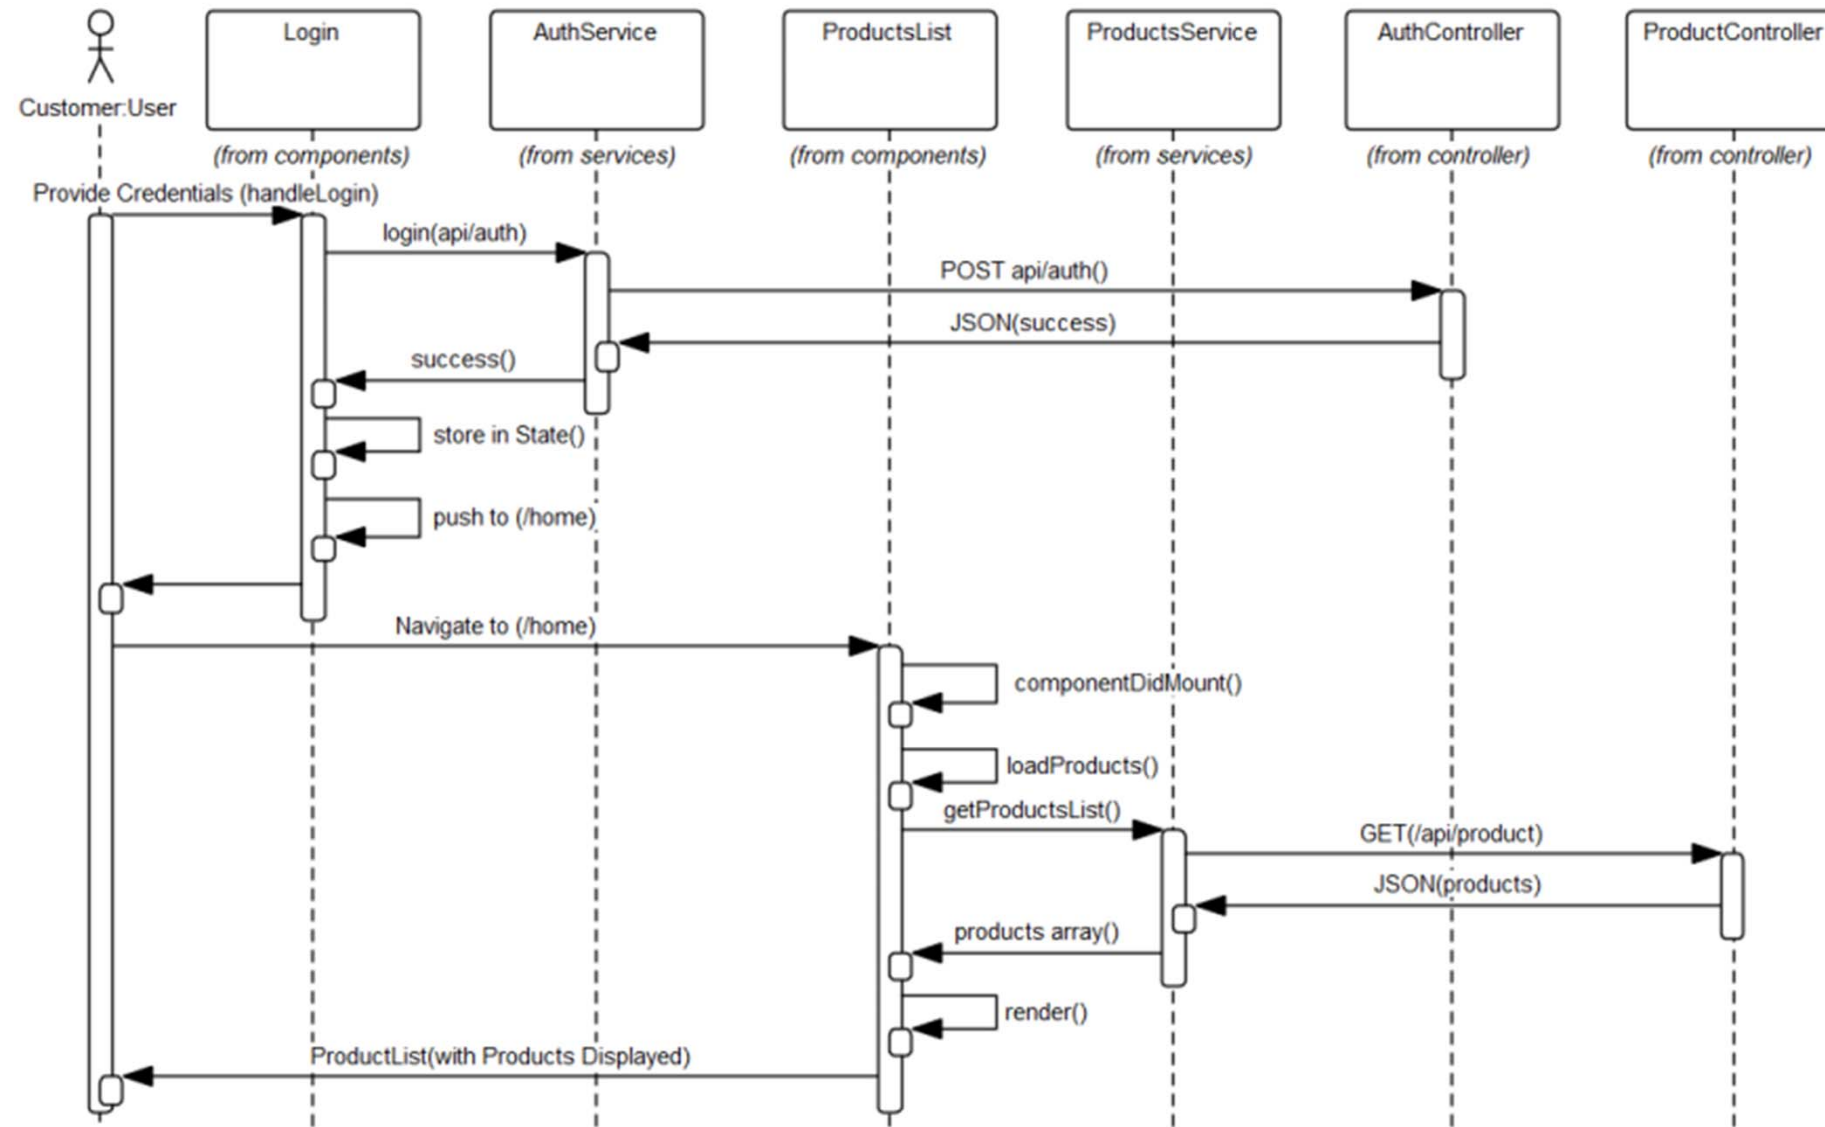 Login
AuthService
ProductsList
ProductsService
AuthController
ProductController
Customer:User
(from components)
(from services)
(from components)
(from services)
(from controller)
(from controller)
Provide Credentials (handleLogin)
login(api/auth)
POST api/auth()
JSON(success)
success()
store in State()
push to (/home)
Navigate to (/home)
componentDidMount()
loadProducts()
getProductsList()
GET(/api/product)
JSON(products)
products array()
render()
ProductList(with Products Displayed)